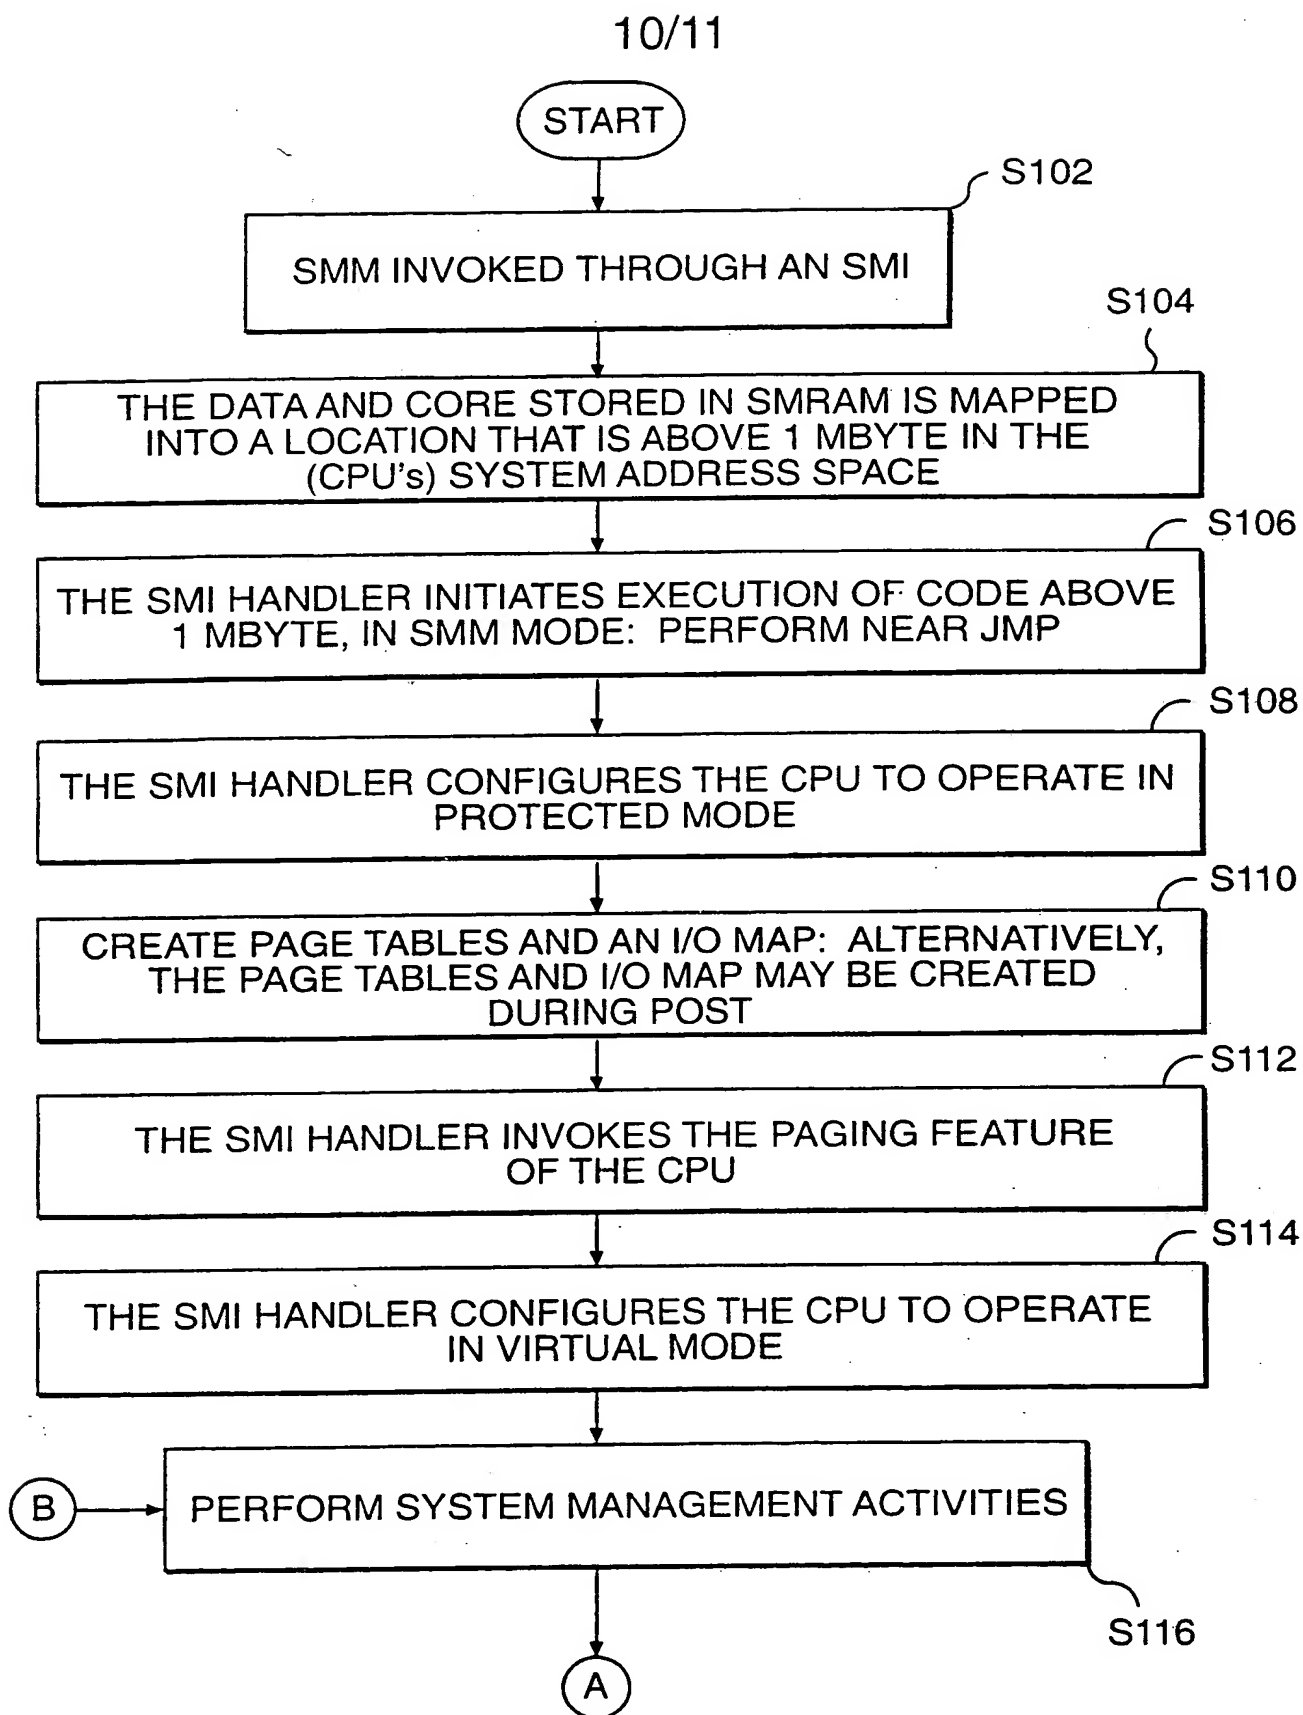 10/11
START
S102
SMM INVOKED THROUGH AN SMI
S104
THE DATA AND CORE STORED IN SMRAM IS MAPPED
INTO A LOCATION THAT IS ABOVE 1 MBYTE IN THE
(CPU's) SYSTEM ADDRESS SPACE
S106
THE SMI HANDLER INITIATES EXECUTION OF CODE ABOVE
1 MBYTE, IN SMM MODE: PERFORM NEAR JMP
S108
THE SMI HANDLER CONFIGURES THE CPU TO OPERATE IN
PROTECTED MODE
S110
CREATE PAGE TABLES AND AN I/O MAP: ALTERNATIVELY,
THE PAGE TABLES AND I/O MAP MAY BE CREATED
DURING POST
S112
THE SMI HANDLER INVOKES THE PAGING FEATURE
OF THE CPU
S114
THE SMI HANDLER CONFIGURES THE CPU TO OPERATE
IN VIRTUAL MODE
B
PERFORM SYSTEM MANAGEMENT ACTIVITIES
S116
A